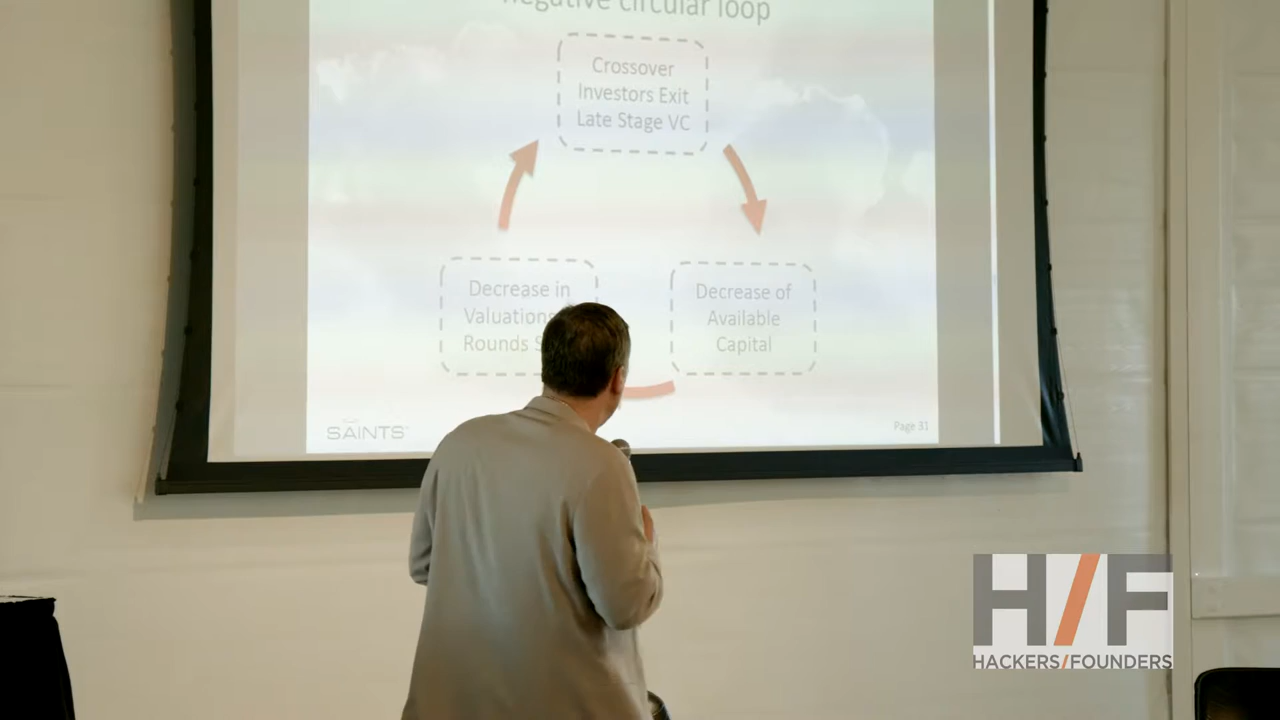 negative circular loop
Crossover
Investors Exit
Late Stage VC
Decrease in
Valuations
Rounds
Decrease of
Available
Capital
SAINTS
Page 31
H/F
HACKERS/FOUNDERS